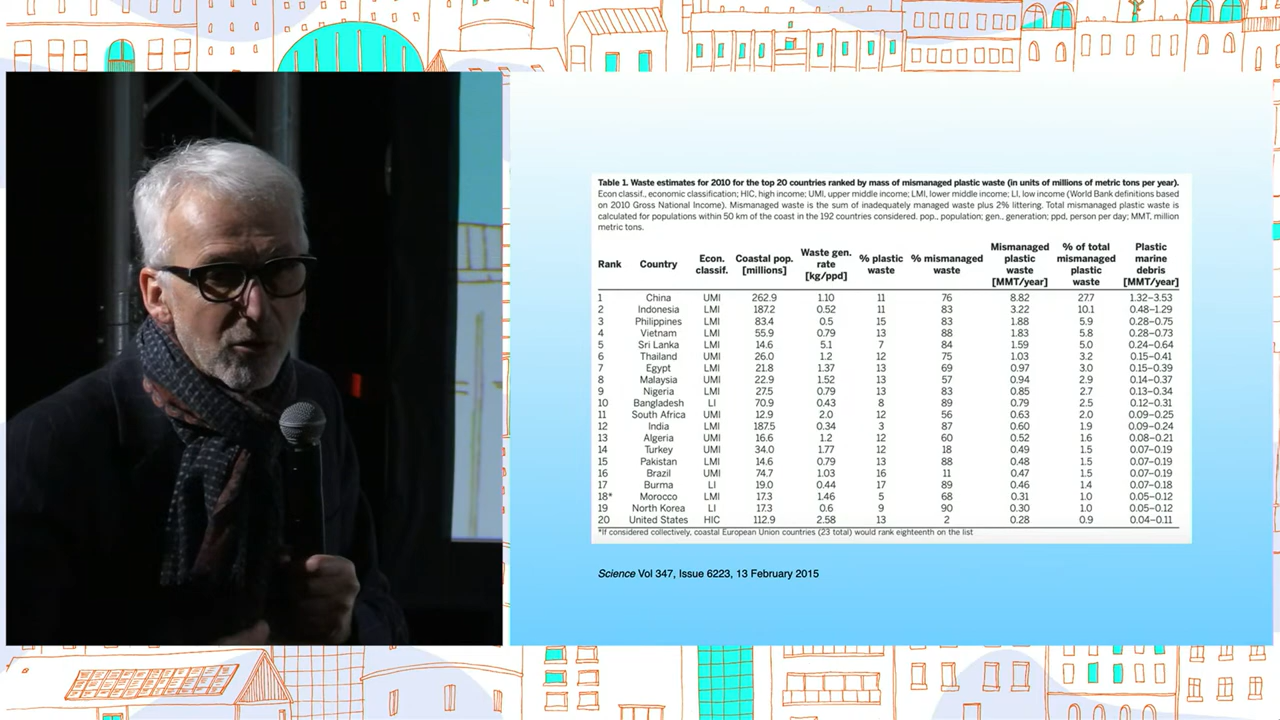 Table 1. Waste estimates for 2010 for the top 20 countries ranked by mass of mismanaged plastic waste (in units of millions of metric tons per year).
Econ classif., economic classification; HIC, high income; UMI, upper middle income; LMI, lower middle income; LI, low income (World Bank definitions based
on 2010 Gross National Income). Mismanaged waste is the sum of inadequately managed waste plus 2% littering. Total mismanaged plastic waste is
calculated for populations within 50 km of the coast in the 192 countries considered. pop., population; gen., generation; ppd, person per day; MMT, million
metric tons.
Rank Country Econ. classif. Coastal pop. [millions] Waste gen. rate [kg/ppd] % plastic waste % mismanaged waste Mismanaged plastic waste [MMT/year] % of total mismanaged plastic waste Plastic marine debris [MMT/year]
1 China UMI 262.9 1.10 11 76 8.82 27.7 1.32–3.53
2 Indonesia LMI 187.2 0.52 11 83 3.22 10.1 0.48–1.29
3 Philippines LMI 83.4 0.5 15 83 1.88 5.9 0.28–0.75
4 Vietnam LMI 55.9 0.79 13 88 1.83 5.8 0.28–0.73
5 Sri Lanka LMI 14.6 5.1 7 84 1.59 5.0 0.24–0.64
6 Thailand UMI 26.0 1.2 12 75 1.03 3.2 0.15–0.41
7 Egypt LMI 21.8 1.37 13 69 0.97 3.0 0.15–0.39
8 Malaysia UMI 22.9 1.52 13 57 0.94 2.9 0.14–0.37
9 Nigeria LMI 27.5 0.79 13 83 0.85 2.7 0.13–0.34
10 Bangladesh LI 70.9 0.43 8 89 0.79 2.5 0.12–0.31
11 South Africa UMI 12.9 2.0 12 56 0.63 2.0 0.09–0.25
12 India LMI 187.5 0.34 3 87 0.60 1.9 0.09–0.24
13 Algeria UMI 16.6 1.2 12 60 0.52 1.6 0.08–0.21
14 Turkey UMI 34.0 1.77 12 18 0.49 1.5 0.07–0.19
15 Pakistan LMI 14.6 0.79 13 88 0.48 1.5 0.07–0.19
16 Brazil UMI 74.7 1.03 16 11 0.47 1.5 0.07–0.19
17 Burma LI 19.0 0.44 17 89 0.46 1.4 0.07–0.18
18* Morocco LMI 17.3 1.46 5 68 0.31 1.0 0.05–0.12
19 North Korea LI 17.3 0.6 9 90 0.30 1.0 0.05–0.12
20 United States HIC 112.9 2.58 13 2 0.28 0.9 0.04–0.11
*If considered collectively, coastal European Union countries (23 total) would rank eighteenth on the list
Science Vol 347, Issue 6223, 13 February 2015